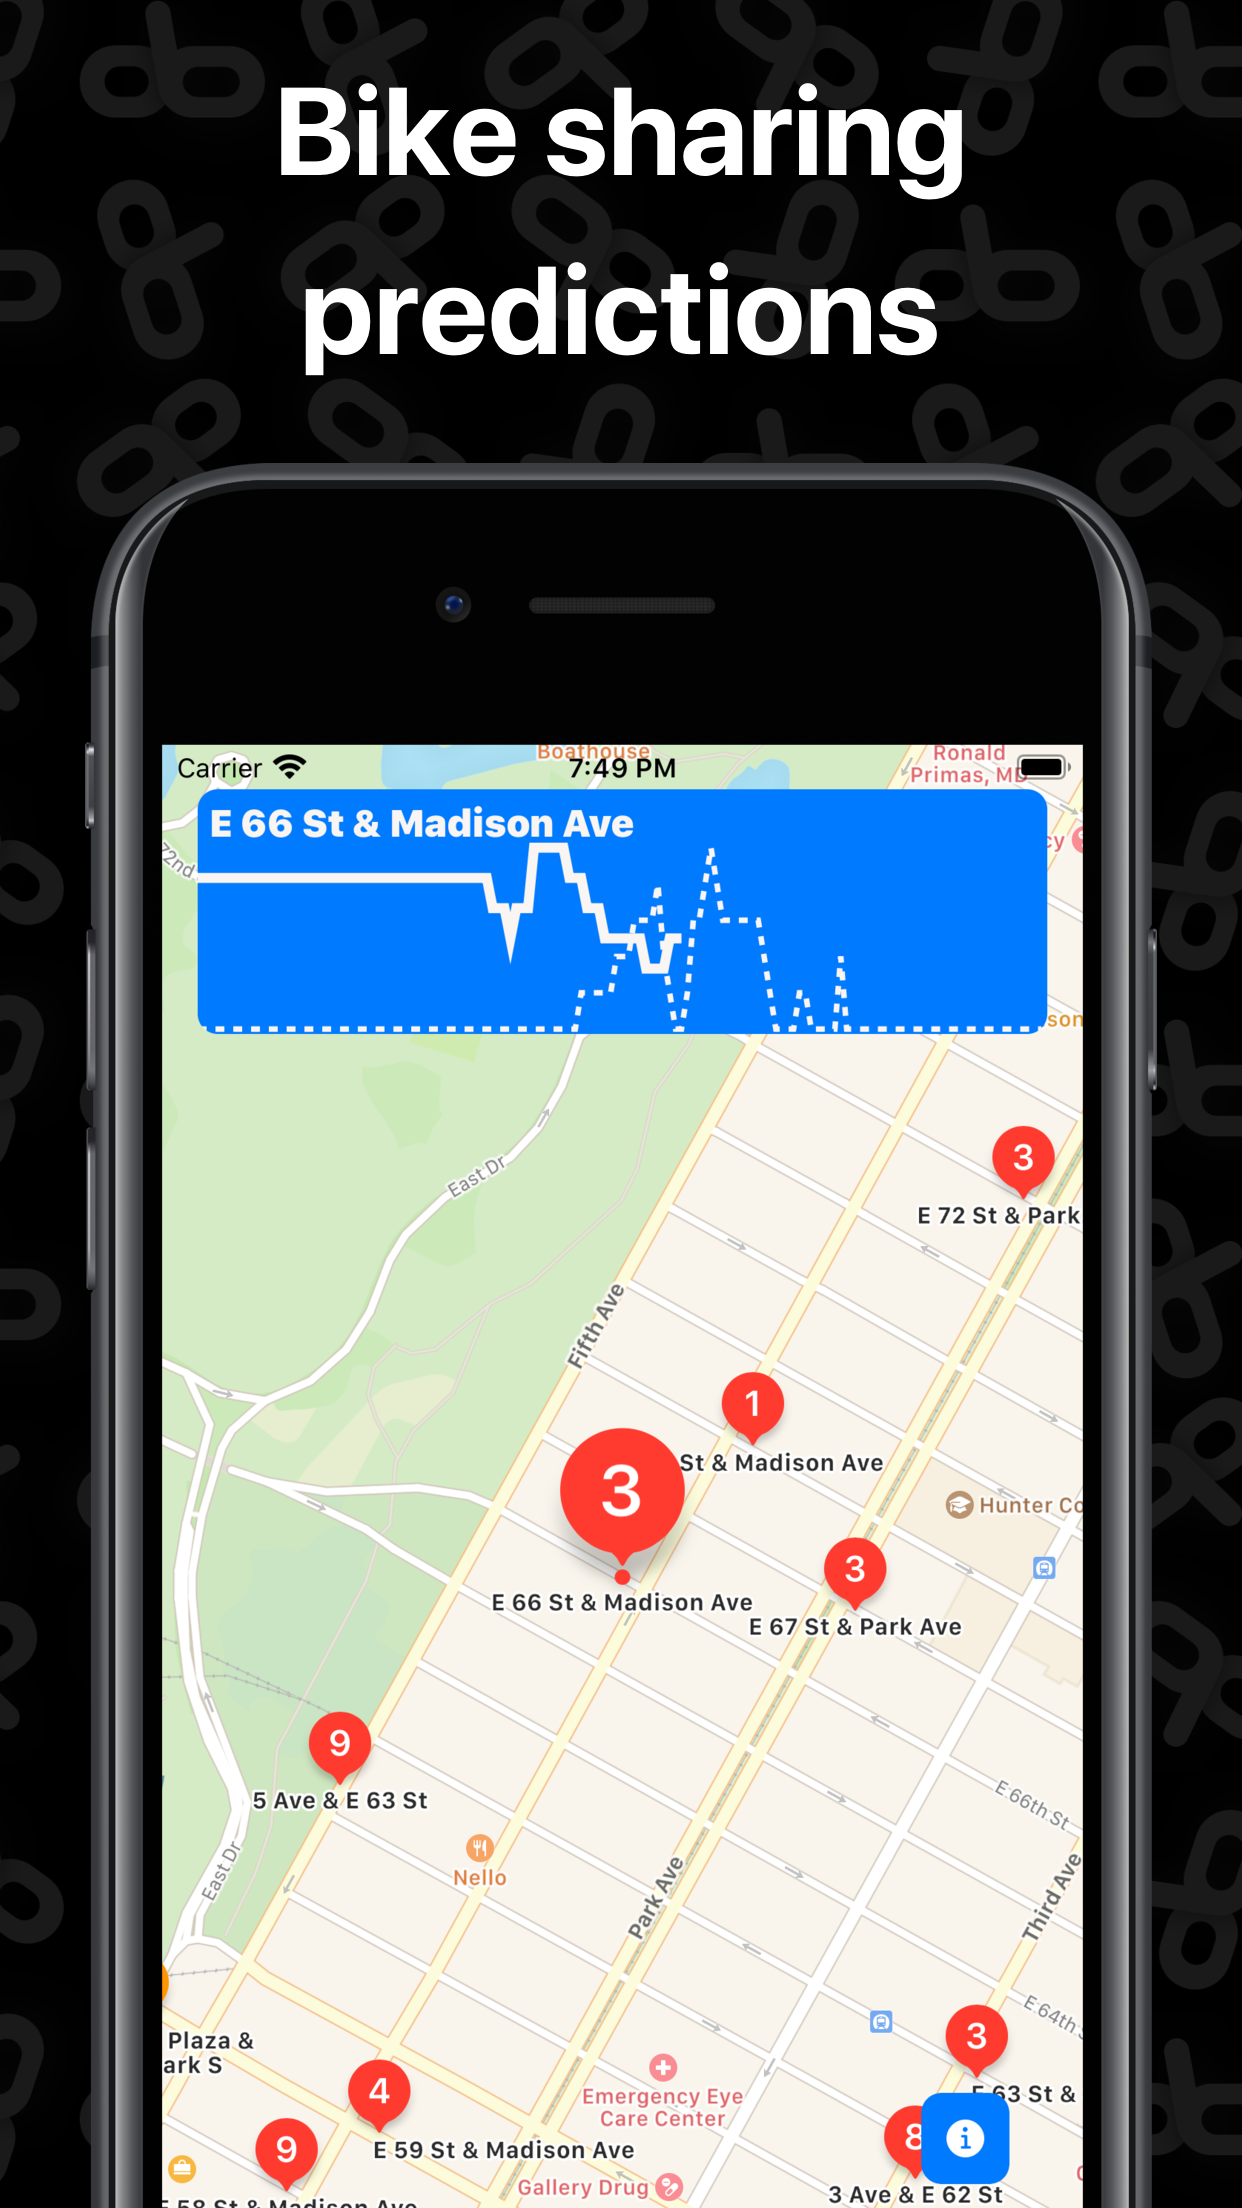 Bike sharing
predictions
Carrier
7:49 PM
Boathouse
Ronald
Primas, MD
E 66 St & Madison Ave
72nd
cy
son
East Dr
3
E 72 St & Park
Fifth Ave
1
St & Madison Ave
3
E 66 St & Madison Ave
Hunter Co
3
E 67 St & Park Ave
9
5 Ave & E 63 St
E 66th St
East Dr
Nello
Park Ave
Third Ave
E 64th S
Plaza &
ark S
3
E 63 St &
4
E 59 St & Madison Ave
Emergency Eye
Care Center
8
i
9
Gallery Drug
3 Ave & E 62 St
E 58 St & Madison Ave